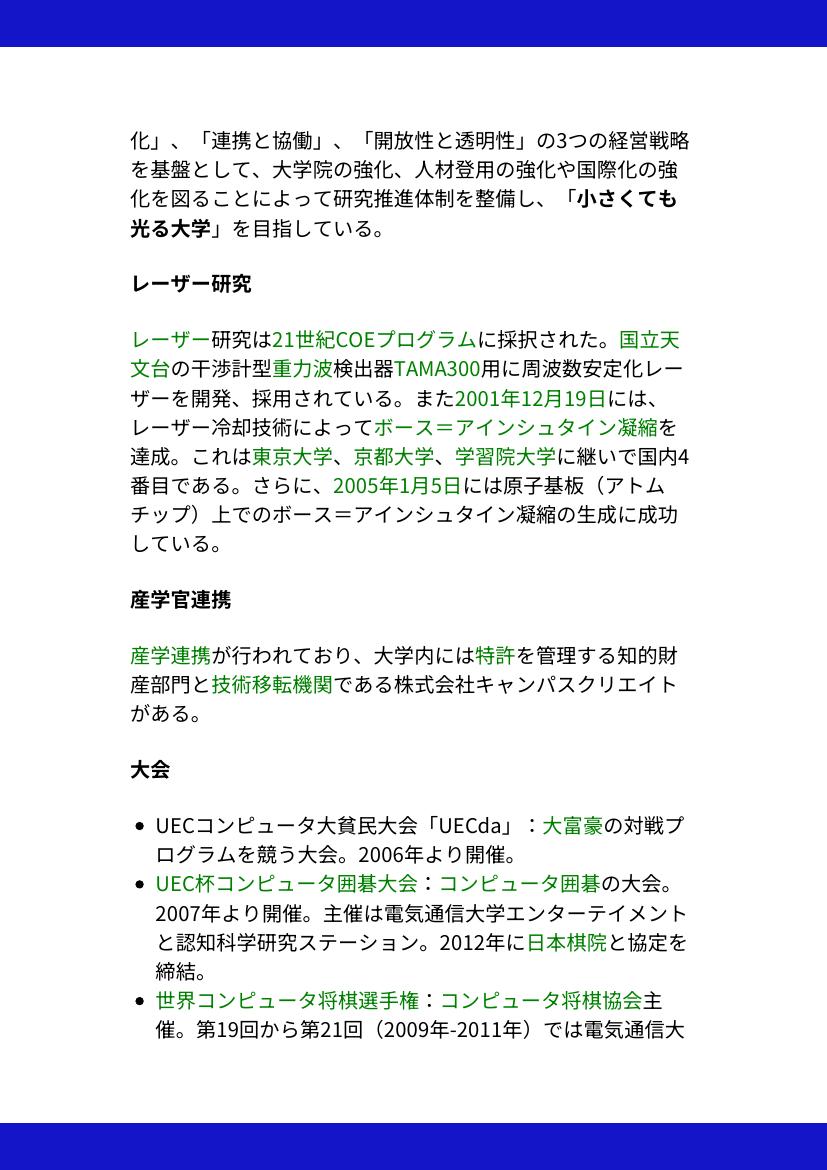 化」、「連携と協働」、「開放性と透明性」の3つの経営戦略
を基盤として、大学院の強化、人材登用の強化や国際化の強
化を図ることによって研究推進体制を整備し、「小さくても
光る大学」を目指している。
レーザー研究
レーザー研究は21世紀COEプログラムに採択された。国立天
文台の干渉計型重力波検出器TAMA300用に周波数安定化レー
ザーを開発、採用されている。また2001年12月19日には、
レーザー冷却技術によってボース＝アインシュタイン凝縮を
達成。これは東京大学、京都大学、学習院大学に継いで国内4
番目である。さらに、2005年1月5日には原子基板（アトム
チップ）上でのボース＝アインシュタイン凝縮の生成に成功
している。
産学官連携
産学連携が行われており、大学内には特許を管理する知的財
産部門と技術移転機関である株式会社キャンパスクリエイト
がある。
大会
• UECコンピュータ大貧民大会「UECda」：大富豪の対戦プ
ログラムを競う大会。2006年より開催。
• UEC杯コンピュータ囲碁大会：コンピュータ囲碁の大会。
2007年より開催。主催は電気通信大学エンターテイメント
と認知科学研究ステーション。2012年に日本棋院と協定を
締結。
• 世界コンピュータ将棋選手権：コンピュータ将棋協会主
催。第19回から第21回（2009年-2011年）では電気通信大